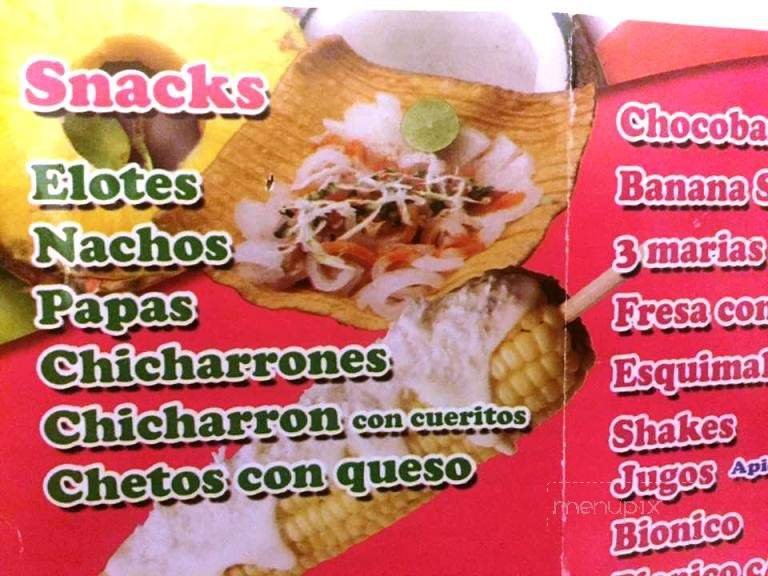 Snacks
Elotes
Nachos
Papas
Chicharrones
Chicharron con cueritos
Chetos con queso
Chocoba
Banana S
3 marias
Fresa con
Esquimal
Shakes
Jugos Api
Bionico
menupix